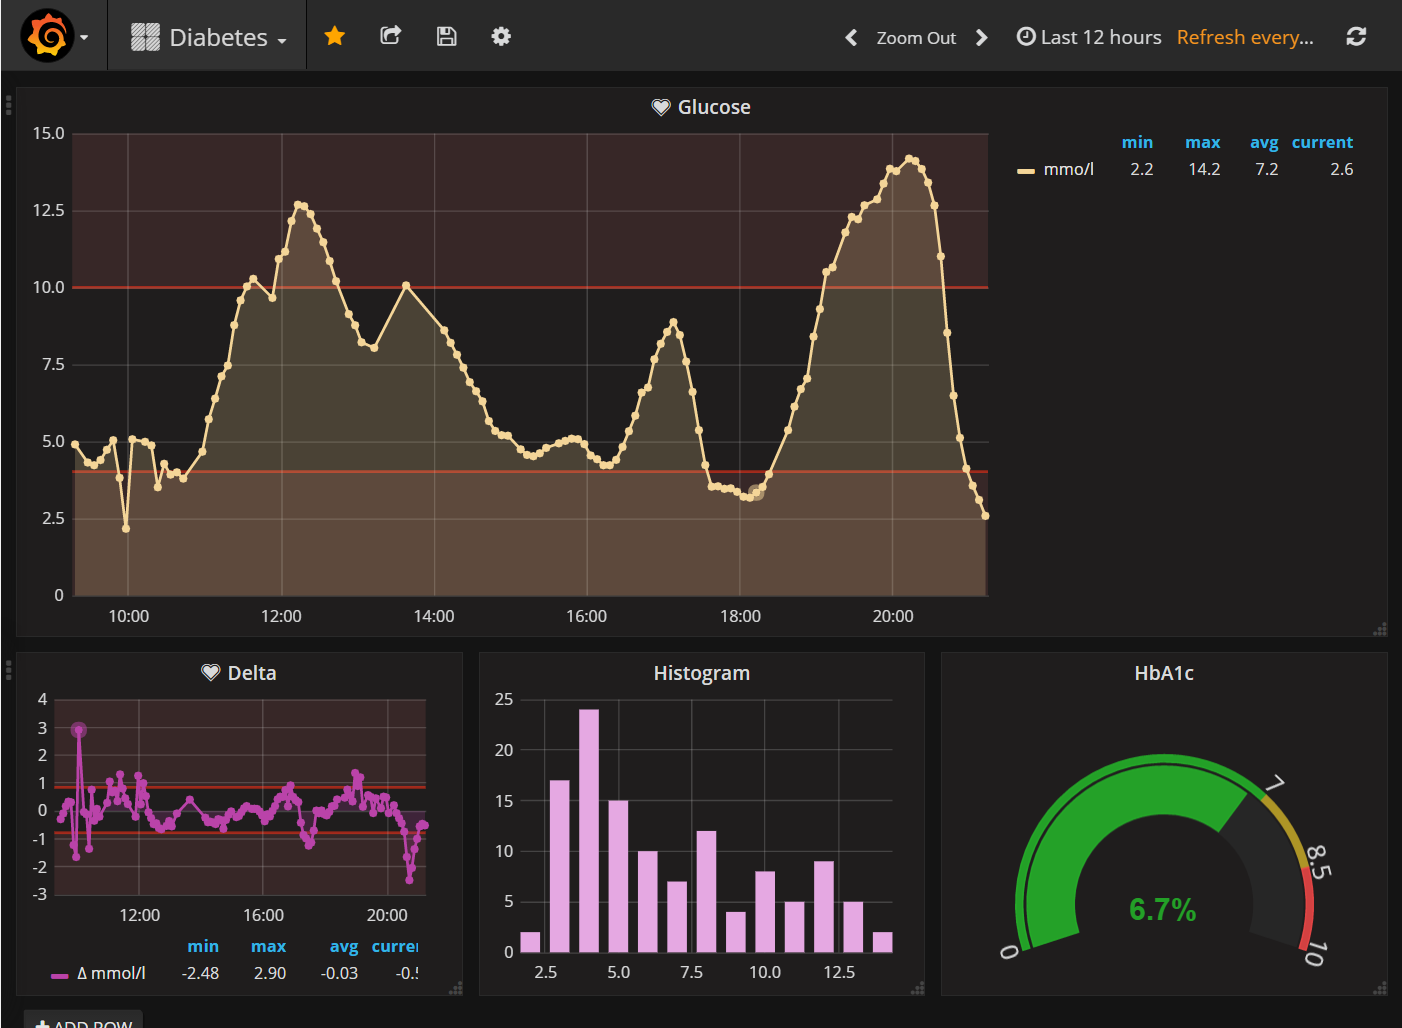 Diabetes
Zoom Out
Last 12 hours
Refresh every...
Glucose
15.0
12.5
10.0
7.5
5.0
2.5
0
10:00 12:00 14:00 16:00 18:00 20:00
min max avg current
mmo/l 2.2 14.2 7.2 2.6
Delta
4
3
2
1
0
-1
-2
-3
12:00 16:00 20:00
min max avg curre
Δ mmol/l -2.48 2.90 -0.03 -0.5
Histogram
25
20
15
10
5
0
2.5 5.0 7.5 10.0 12.5
HbA1c
7
8.5
6.7%
0
10
ADD ROW